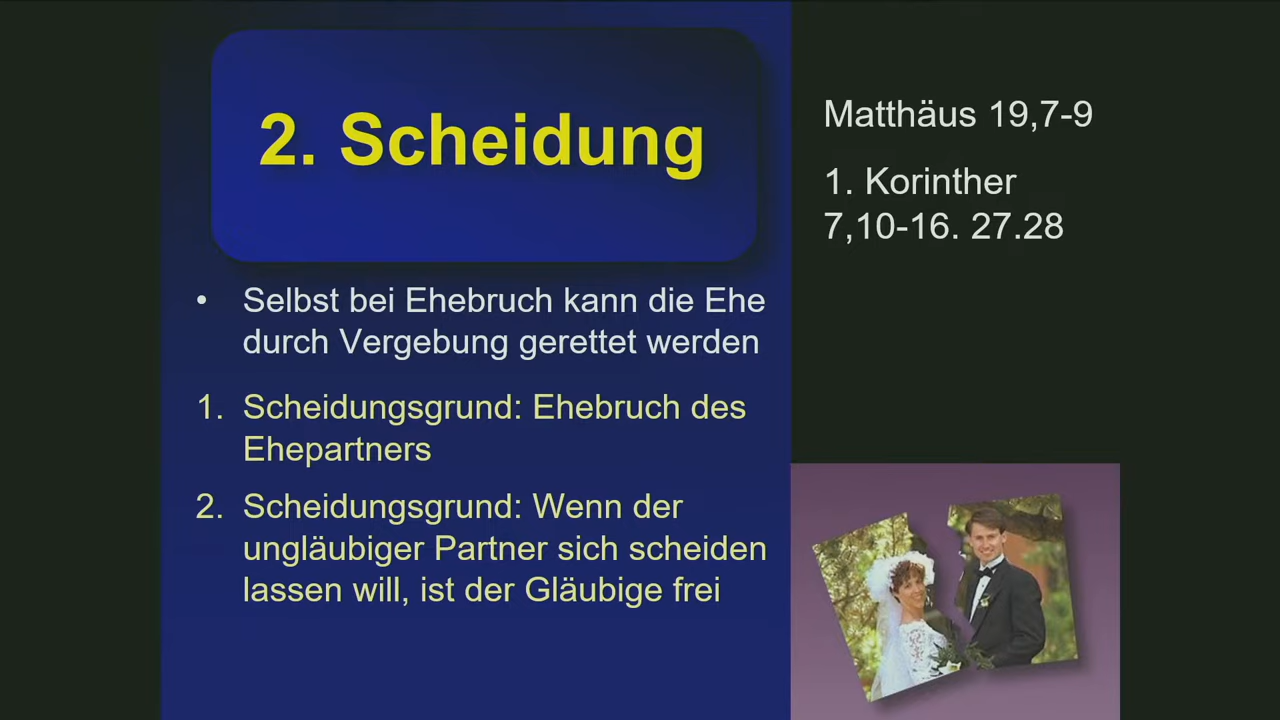 2. Scheidung
• Selbst bei Ehebruch kann die Ehe
durch Vergebung gerettet werden
1. Scheidungsgrund: Ehebruch des
Ehepartners
2. Scheidungsgrund: Wenn der
ungläubiger Partner sich scheiden
lassen will, ist der Gläubige frei
Matthäus 19,7-9
1. Korinther
7,10-16. 27.28